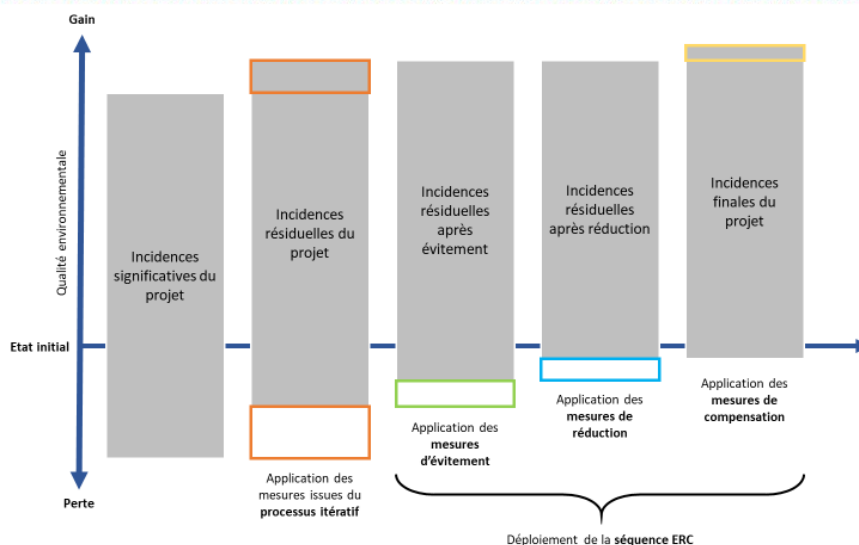 Gain
Qualité environnementale
Etat initial
Perte
Incidences
significatives du
projet
Incidences
résiduelles du
projet
Application des
mesures issues du
processus itératif
Incidences
résiduelles
après
évitement
Application des
mesures
d’évitement
Incidences
résiduelles
après réduction
Application des
mesures de
réduction
Incidences
finales du
projet
Application des
mesures de
compensation
Déploiement de la séquence ERC